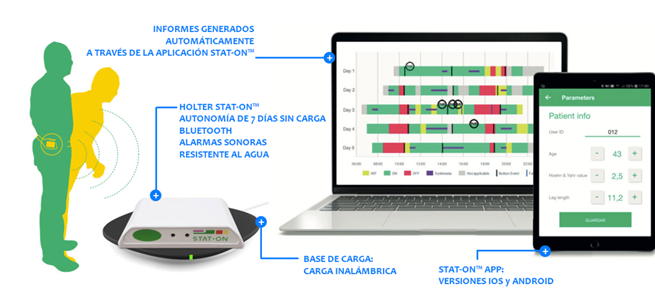 INFORMES GENERADOS
AUTOMÁTICAMENTE
A TRAVÉS DE LA APLICACIÓN STAT-ON™
HOLTER STAT-ON™
AUTONOMÍA DE 7 DÍAS SIN CARGA
BLUETOOTH
ALARMAS SONORAS
RESISTENTE AL AGUA
Day 1
Day 2
Day 3
Day 4
Day 5
Parameters
Patient info
User ID 012
Age - 43 +
Hoehn & Yahr value - 2,5 +
Leg length - 11,2 +
GUARDAR
STAT-ON
BASE DE CARGA:
CARGA INALÁMBRICA
STAT-ON™ APP:
VERSIONES IOS y ANDROID